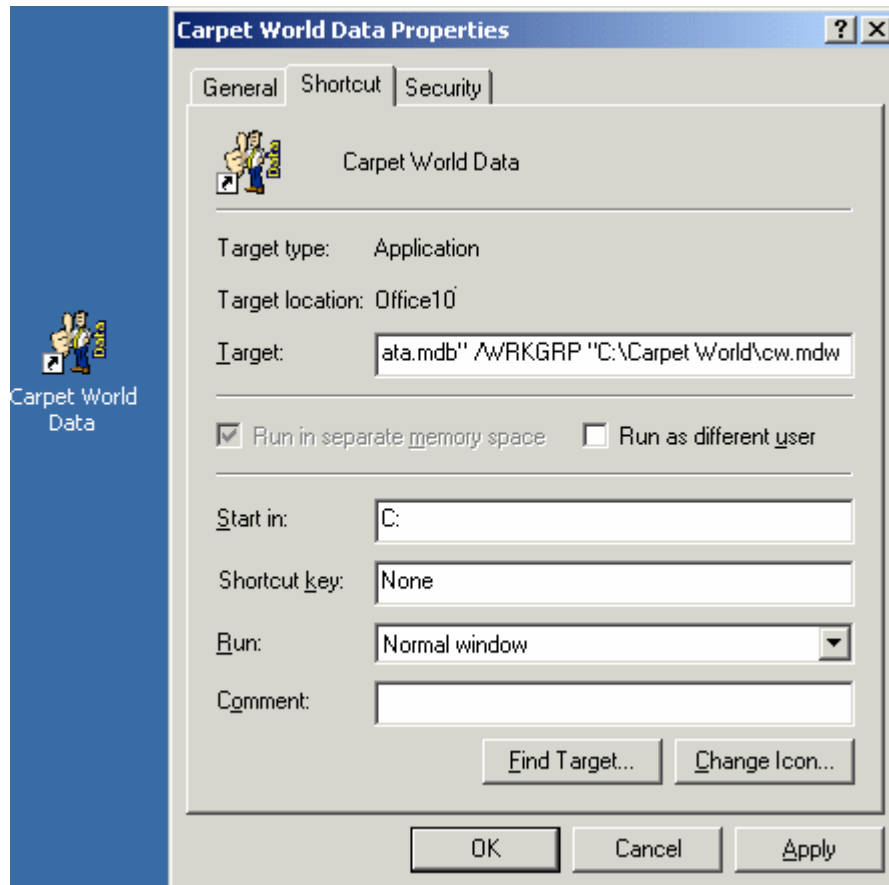 Carpet World Data Properties
General Shortcut Security
Carpet World Data
Target type: Application
Target location: Office10
Target: ata.mdb" /WRKGRP "C:\Carpet World\cw.mdw
Run in separate memory space Run as different user
Start in: C:
Shortcut key: None
Run: Normal window
Comment:
Find Target... Change Icon...
OK Cancel Apply
Carpet World
Data